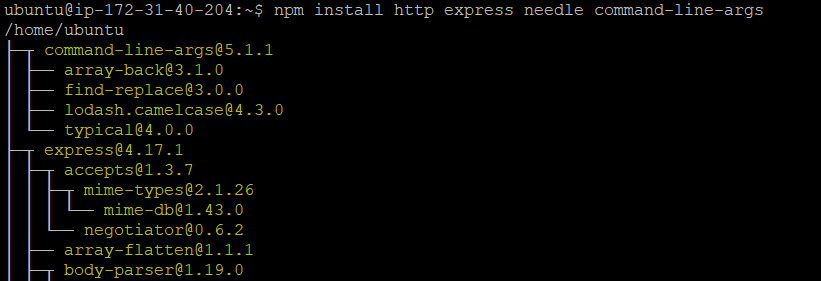 ubuntu@ip-172-31-40-204:~$ npm install http express needle command-line-args
/home/ubuntu
├─┬ command-line-args@5.1.1
│ ├── array-back@3.1.0
│ ├── find-replace@3.0.0
│ ├── lodash.camelcase@4.3.0
│ └── typical@4.0.0
├─┬ express@4.17.1
│ ├─┬ accepts@1.3.7
│ │ ├─┬ mime-types@2.1.26
│ │ │ └── mime-db@1.43.0
│ │ └── negotiator@0.6.2
│ ├── array-flatten@1.1.1
│ ├─┬ body-parser@1.19.0